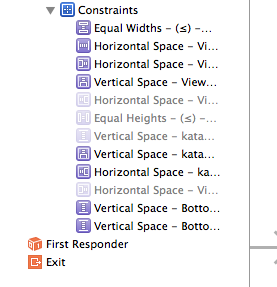 Constraints
Equal Widths - (≤) -...
Horizontal Space - Vi...
Horizontal Space - Vi...
Vertical Space - View...
Horizontal Space - Vi...
Equal Heights - (≤) -...
Vertical Space - kata...
Vertical Space - kata...
Horizontal Space - ka...
Horizontal Space - Vi...
Vertical Space - Botto...
Vertical Space - Botto...
First Responder
Exit